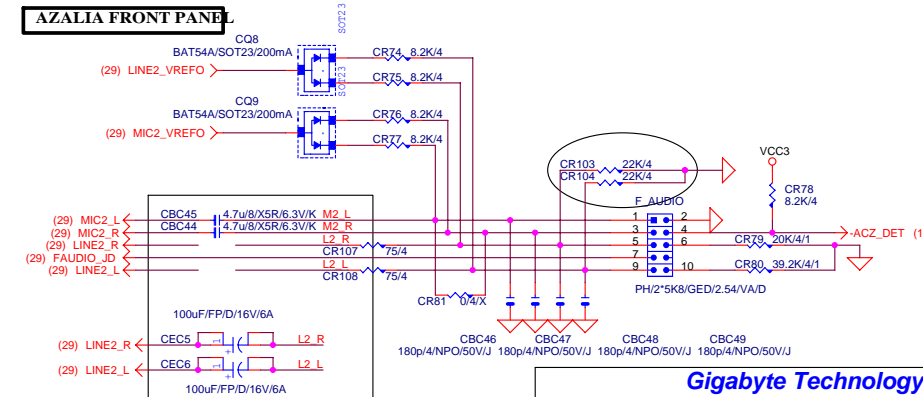 AZALIA FRONT PANEL
SOT23
CQ8
BAT54A/SOT23/200mA
(29) LINE2_VREFO
CR74 8.2K/4
CR75 8.2K/4
SOT23
CQ9
BAT54A/SOT23/200mA
(29) MIC2_VREFO
CR76 8.2K/4
CR77 8.2K/4
CR103 22K/4
CR104 22K/4
VCC3
CR78
8.2K/4
F_AUDIO
(29) MIC2_L CBC45 4.7u/8/X5R/6.3V/K M2_L
(29) MIC2_R CBC44 4.7u/8/X5R/6.3V/K M2_R
(29) LINE2_R L2_R
CR107 75/4
(29) FAUDIO_JD
(29) LINE2_L L2_L
CR108 75/4
1 2
3 4
5 6
7
9 10
-ACZ_DET (1
CR79 20K/4/1
CR80 39.2K/4/1
PH/2*5K8/GED/2.54/VA/D
CR81 0/4/X
100uF/FP/D/16V/6A
(29) LINE2_R CEC5 1 + L2_R
(29) LINE2_L CEC6 1 + L2_L
100uF/FP/D/16V/6A
CBC46 CBC47 CBC48 CBC49
180p/4/NPO/50V/J 180p/4/NPO/50V/J 180p/4/NPO/50V/J 180p/4/NPO/50V/J
Gigabyte Technology